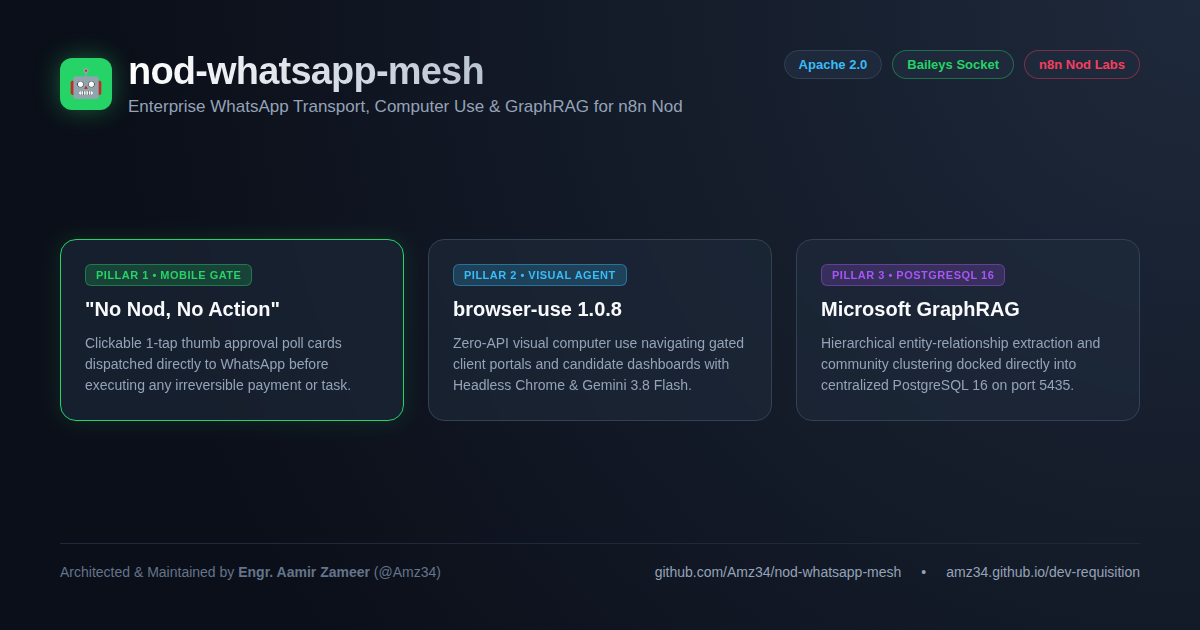 nod-whatsapp-mesh
Enterprise WhatsApp Transport, Computer Use & GraphRAG for n8n Nod
Apache 2.0
Baileys Socket
n8n Nod Labs
PILLAR 1 • MOBILE GATE
"No Nod, No Action"
Clickable 1-tap thumb approval poll cards
dispatched directly to WhatsApp before
executing any irreversible payment or task.
PILLAR 2 • VISUAL AGENT
browser-use 1.0.8
Zero-API visual computer use navigating gated
client portals and candidate dashboards with
Headless Chrome & Gemini 3.8 Flash.
PILLAR 3 • POSTGRESQL 16
Microsoft GraphRAG
Hierarchical entity-relationship extraction and
community clustering docked directly into
centralized PostgreSQL 16 on port 5435.
Architected & Maintained by Engr. Aamir Zameer (@Amz34)
github.com/Amz34/nod-whatsapp-mesh • amz34.github.io/dev-requisition